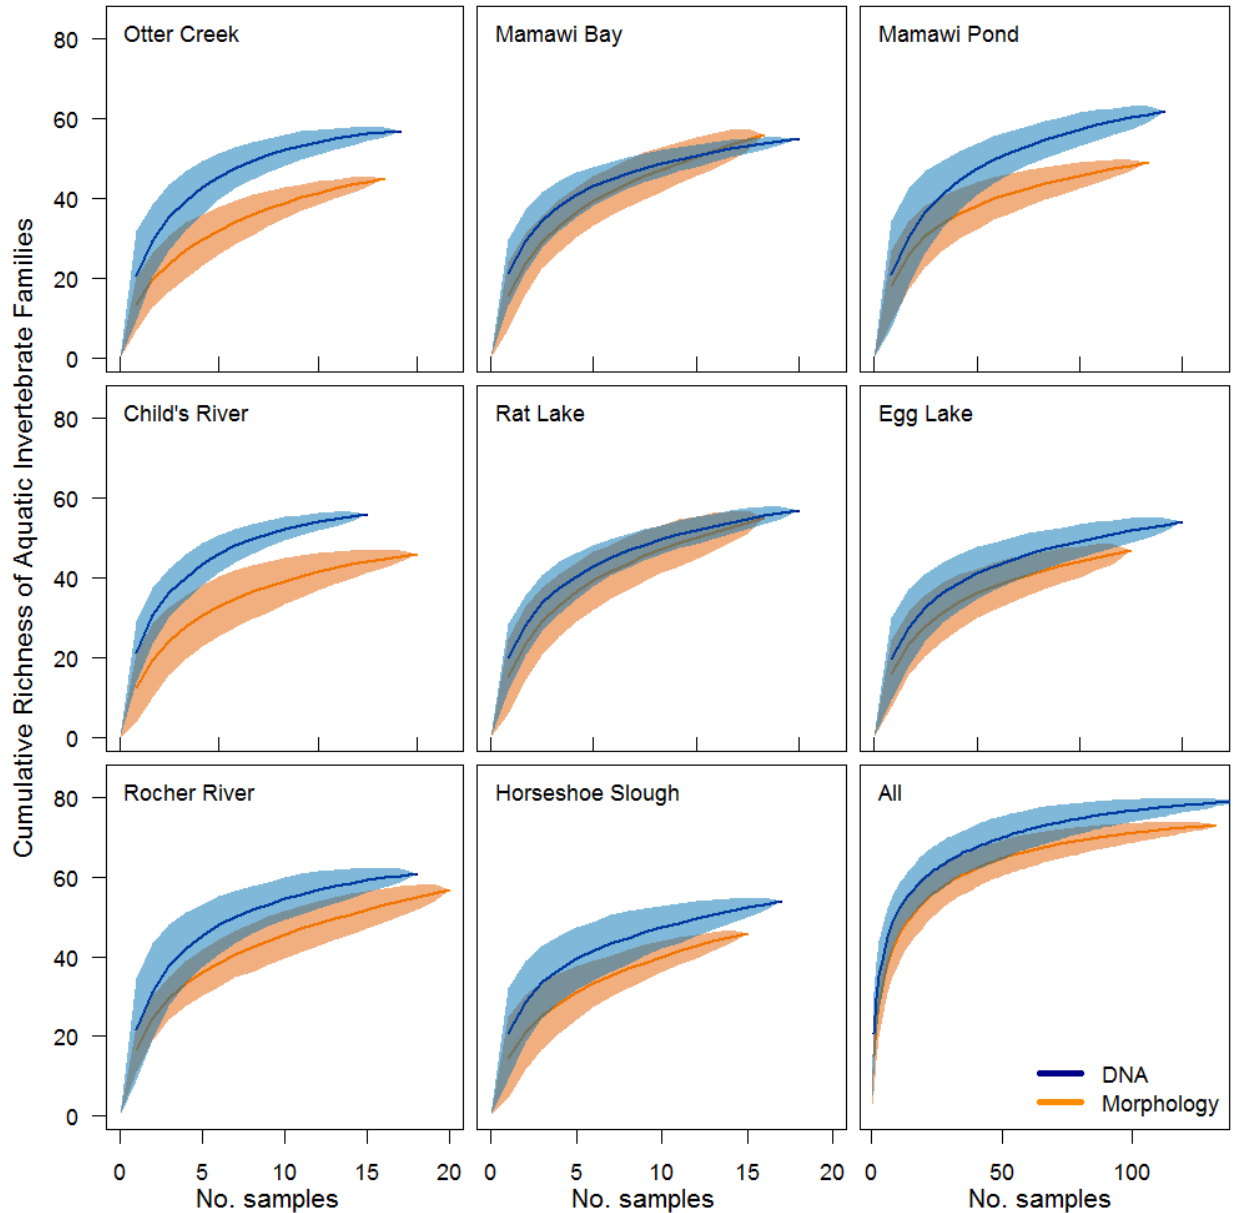 Cumulative Richness of Aquatic Invertebrate Families
Otter Creek
Mamawi Bay
Mamawi Pond
80
60
40
20
0
Child's River
Rat Lake
Egg Lake
80
60
40
20
0
Rocher River
Horseshoe Slough
All
80
60
40
20
0
DNA
Morphology
0 5 10 15 20
0 5 10 15 20
0 50 100
No. samples
No. samples
No. samples